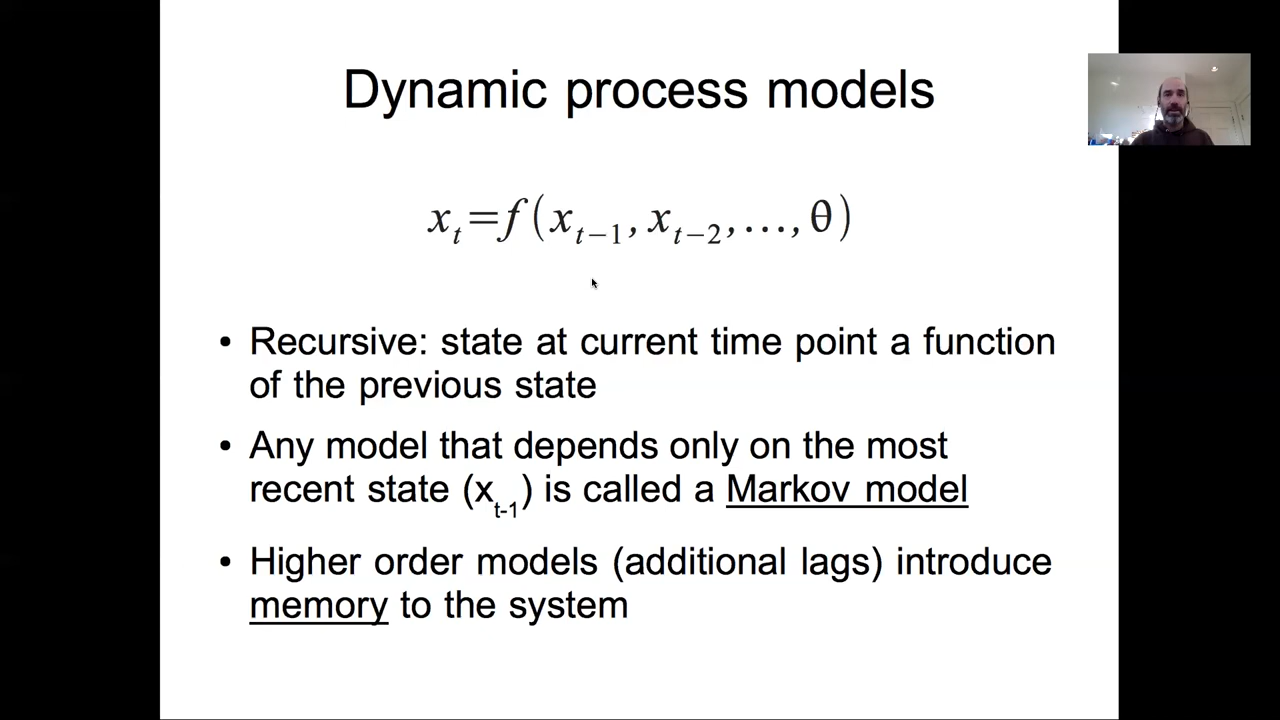 Dynamic process models
x_t=f(x_{t−1}, x_{t−2},…,θ)
• Recursive: state at current time point a function
of the previous state
• Any model that depends only on the most
recent state (x_{t-1}) is called a Markov model
• Higher order models (additional lags) introduce
memory to the system